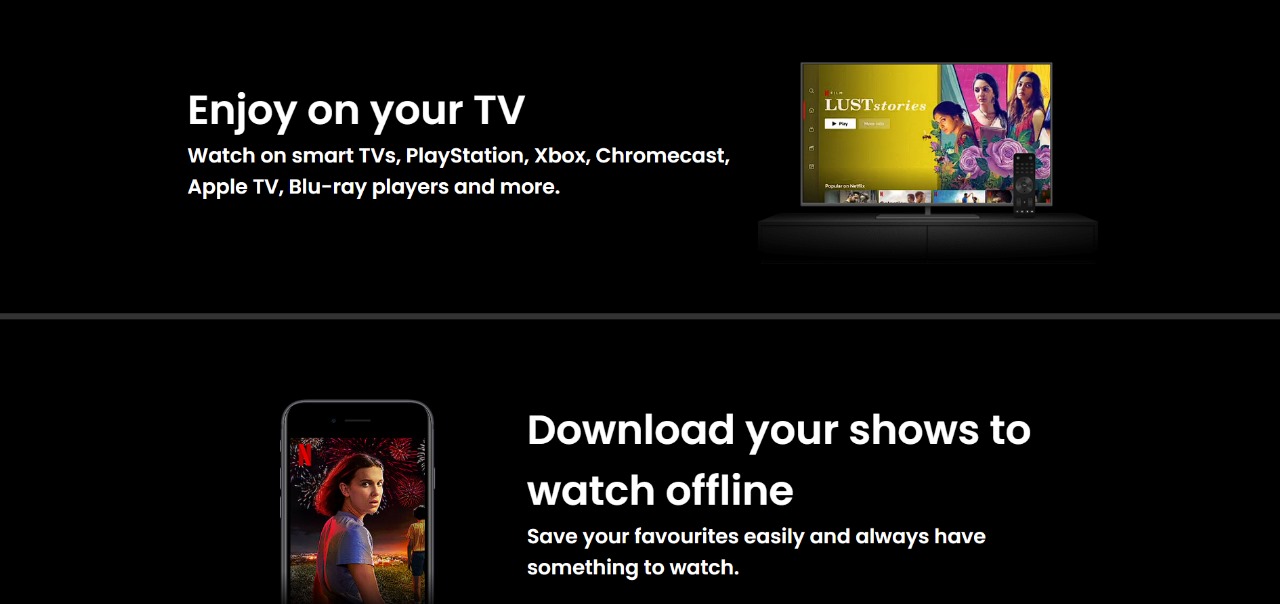 Enjoy on your TV
Watch on smart TVs, PlayStation, Xbox, Chromecast,
Apple TV, Blu-ray players and more.
N FILM
LUST stories
Play
More Info
Popular on Netflix
N
Download your shows to
watch offline
Save your favourites easily and always have
something to watch.